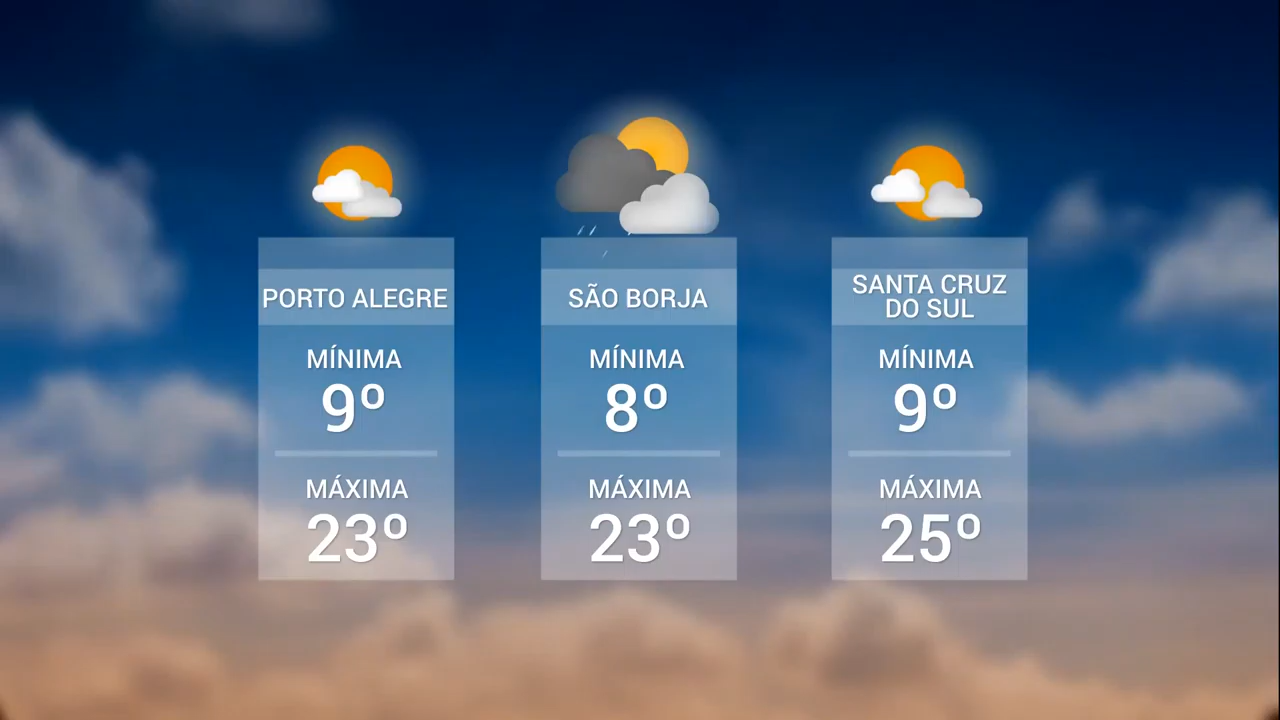 PORTO ALEGRE
MÍNIMA
9º
MÁXIMA
23º
SÃO BORJA
MÍNIMA
8º
MÁXIMA
23º
SANTA CRUZ
DO SUL
MÍNIMA
9º
MÁXIMA
25º